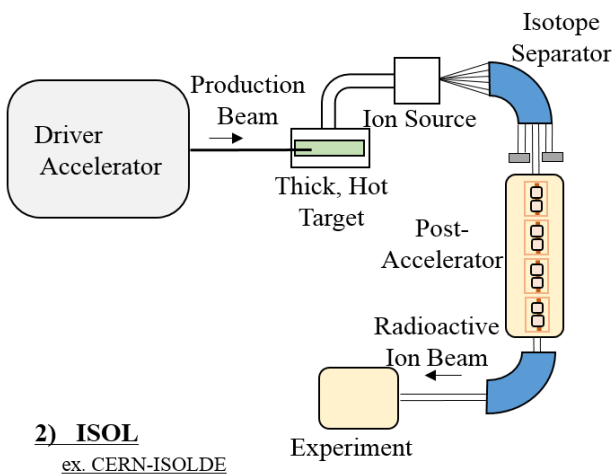 Isotope
Separator
Production
Beam
Ion Source
Driver
Accelerator
Thick, Hot
Target
Post-
Accelerator
Radioactive
Ion Beam
2) ISOL
Experiment
ex. CERN-ISOLDE